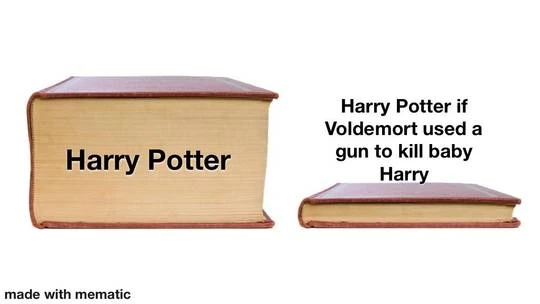 Harry Potter
Harry Potter if
Voldemort used a
gun to kill baby
Harry
made with mematic